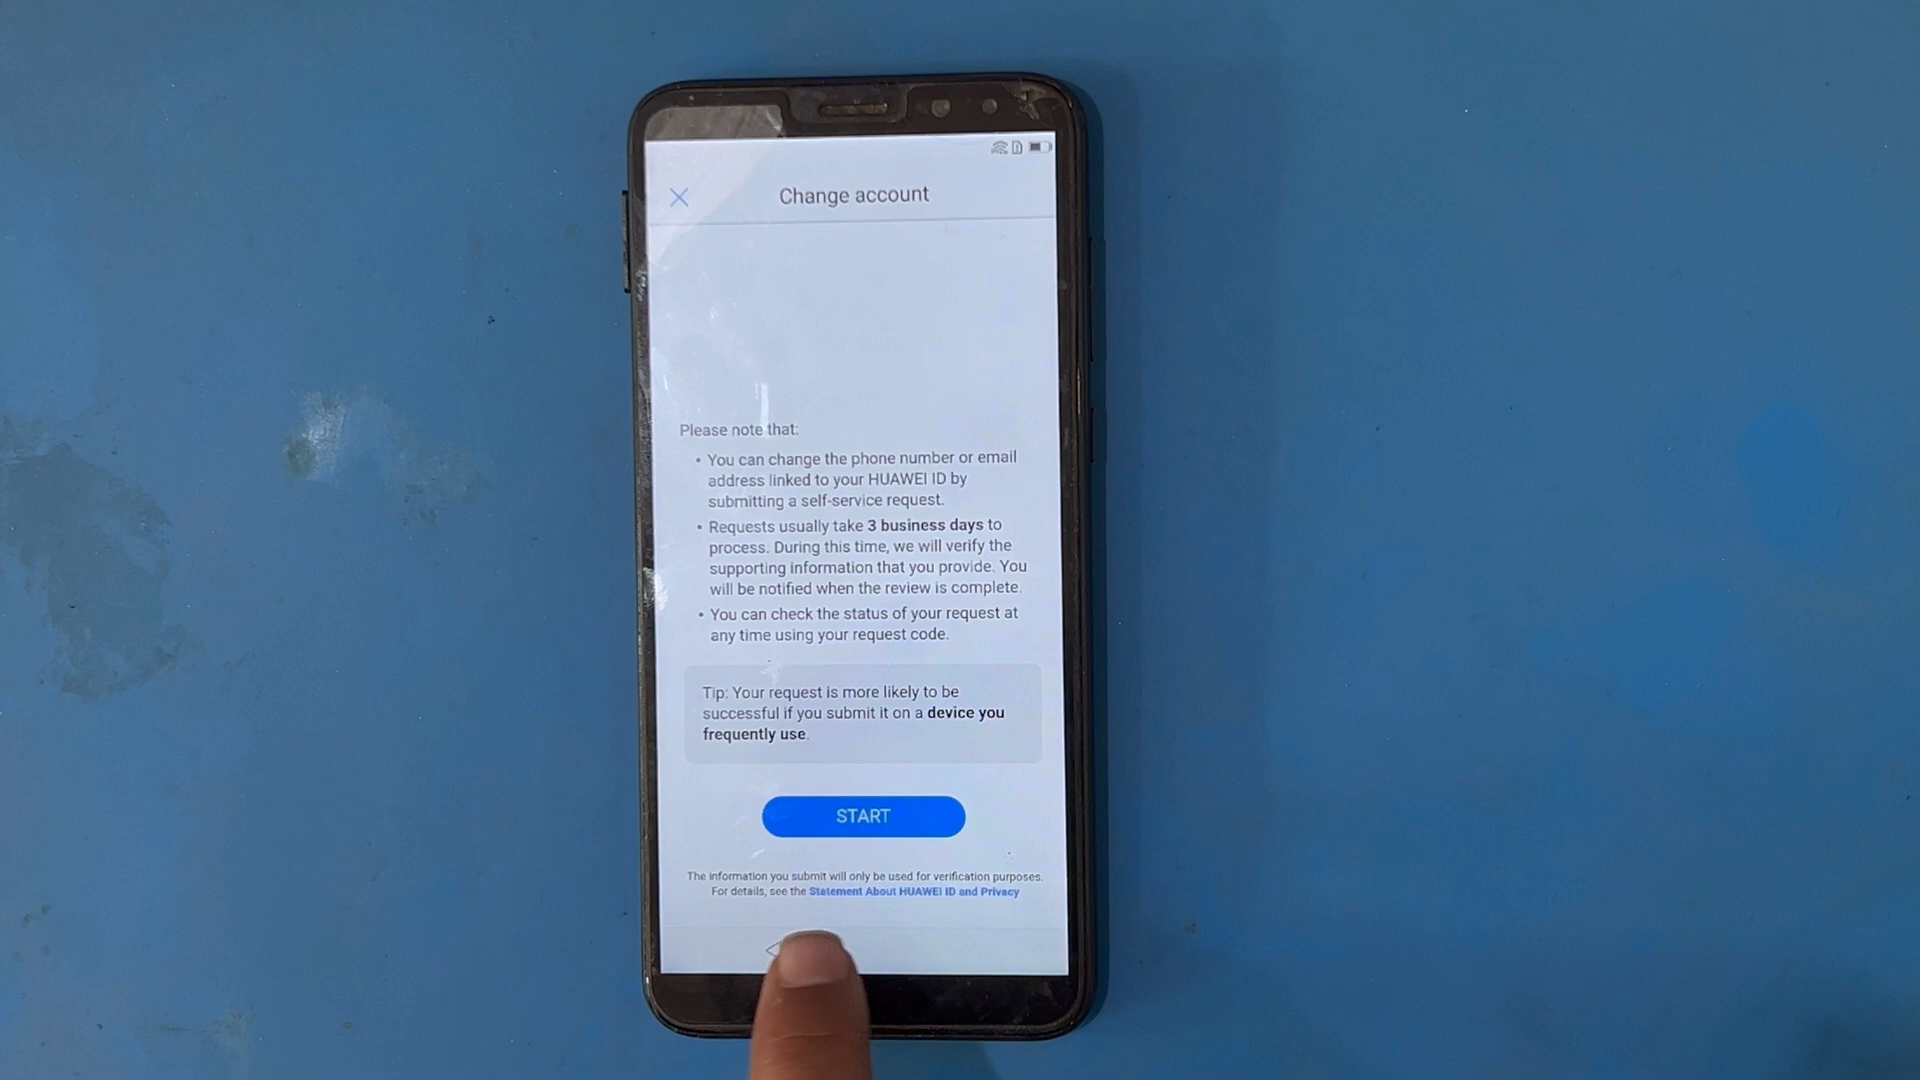 Change account
Please note that:
• You can change the phone number or email
address linked to your HUAWEI ID by
submitting a self-service request.
• Requests usually take 3 business days to
process. During this time, we will verify the
supporting information that you provide. You
will be notified when the review is complete.
• You can check the status of your request at
any time using your request code.
Tip: Your request is more likely to be
successful if you submit it on a device you
frequently use.
START
The information you submit will only be used for verification purposes.
For details, see the Statement About HUAWEI ID and Privacy